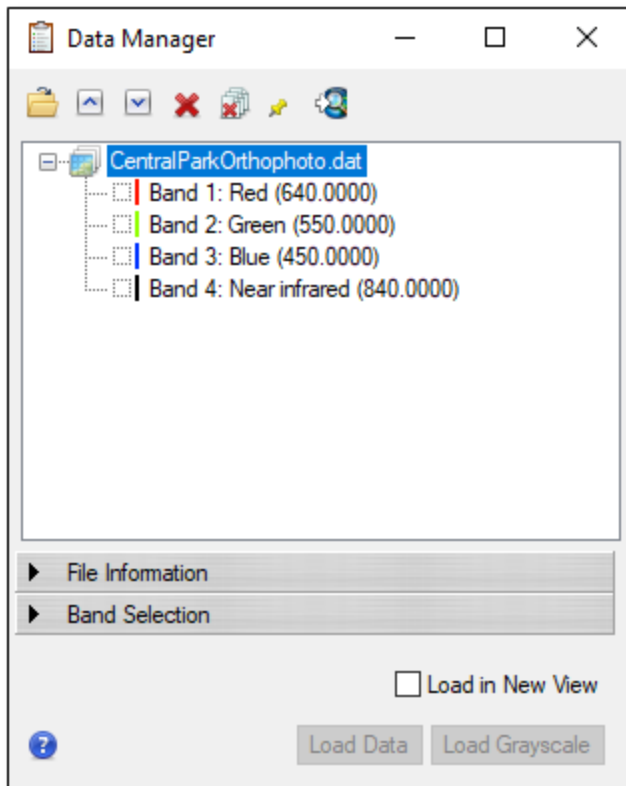 Data Manager
CentralParkOrthophoto.dat
Band 1: Red (640.0000)
Band 2: Green (550.0000)
Band 3: Blue (450.0000)
Band 4: Near infrared (840.0000)
File Information
Band Selection
Load in New View
Load Data Load Grayscale